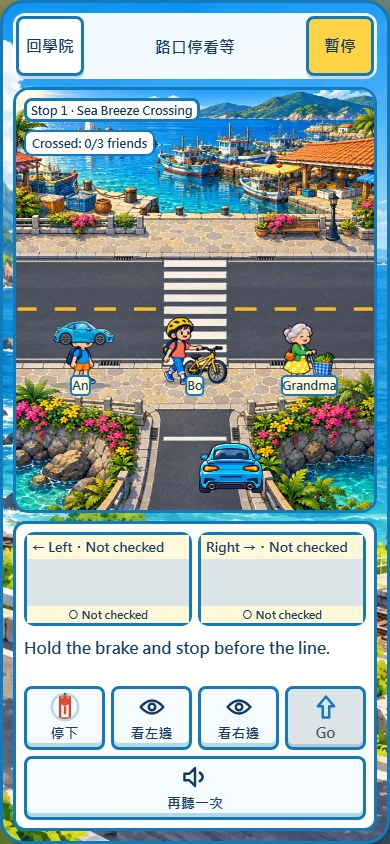 回學院
路口停看等
暫停
Stop 1 · Sea Breeze Crossing
Crossed: 0/3 friends
An
Bo
Grandma
← Left · Not checked
Right → · Not checked
○ Not checked
○ Not checked
Hold the brake and stop before the line.
停下
看左邊
看右邊
Go
再聽一次